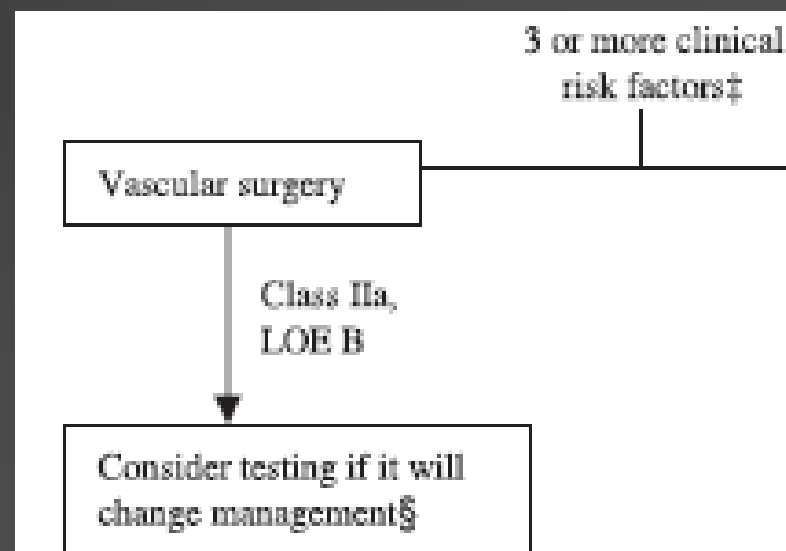 3 or more clinical
risk factors‡
Vascular surgery
Class IIa,
LOE B
Consider testing if it will
change management§